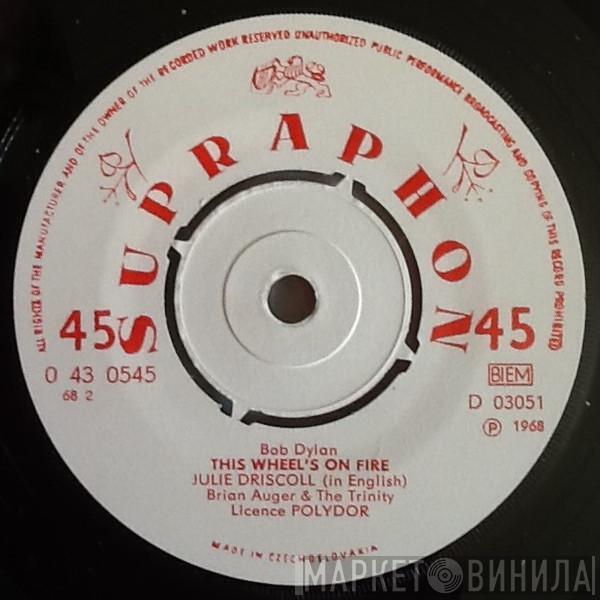 ALL RIGHTS OF THE MANUFACTURER AND OF THE OWNER OF THE RECORDED WORK RESERVED UNAUTHORIZED PUBLIC PERFORMANCE BROADCASTING AND COPYING OF THIS RECORD PROHIBITED
SUPRAPHON
45 45
0 43 0545
68 2
BIEM
D 03051
Ⓟ 1968
Bob Dylan
THIS WHEEL'S ON FIRE
JULIE DRISCOLL (in English)
Brian Auger & The Trinity
Licence POLYDOR
MADE IN CZECHOSLOVAKIA
МАРКЕТ ВИНИЛА